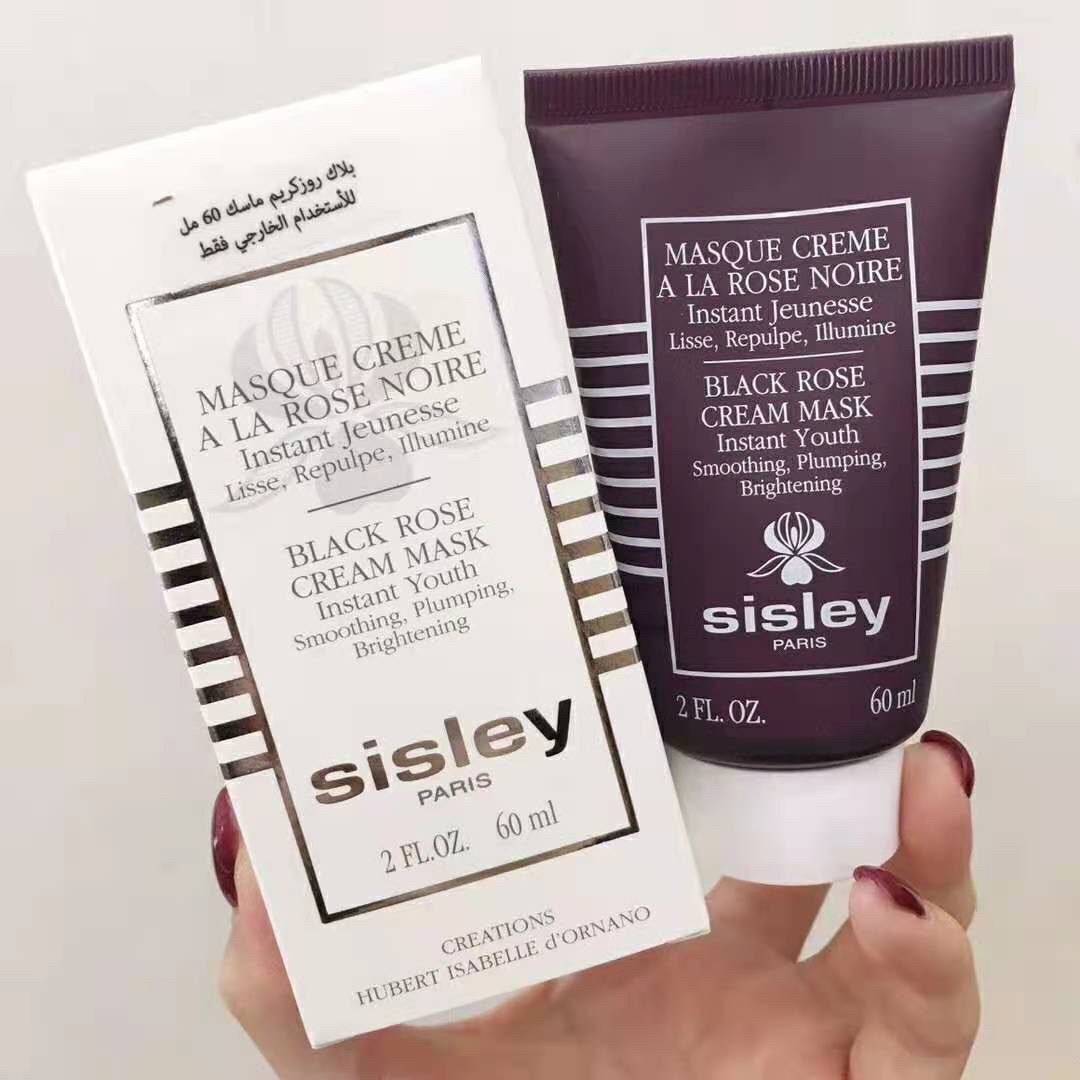 بلاك روزكريم ماسك 60 مل
للأستخدام الخارجي فقط
MASQUE CREME
A LA ROSE NOIRE
Instant Jeunesse
Lisse, Repulpe, Illumine
BLACK ROSE
CREAM MASK
Instant Youth
Smoothing, Plumping,
Brightening
sisley
PARIS
2 FL.OZ. 60 ml
CREATIONS
HUBERT ISABELLE d'ORNANO
MASQUE CREME
A LA ROSE NOIRE
Instant Jeunesse
Lisse, Repulpe, Illumine
BLACK ROSE
CREAM MASK
Instant Youth
Smoothing, Plumping,
Brightening
sisley
PARIS
2 FL. OZ. 60 ml